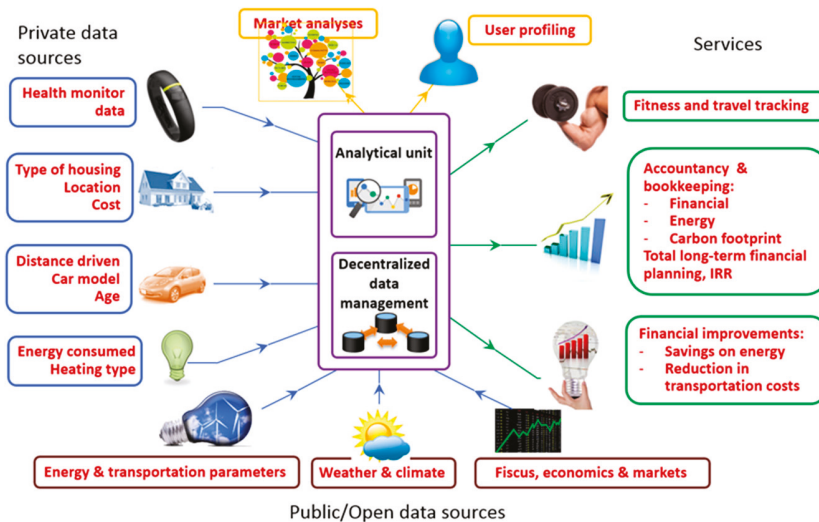 Market analyses
User profiling
Private data
sources
Services
Health monitor
data
Fitness and travel tracking
Type of housing
Location
Cost
Analytical unit
Accountancy &
bookkeeping:
- Financial
- Energy
- Carbon footprint
Total long-term financial
planning, IRR
Distance driven
Car model
Age
Decentralized
data
management
Energy consumed
Heating type
Financial improvements:
- Savings on energy
- Reduction in
transportation costs
Energy & transportation parameters
Weather & climate
Fiscus, economics & markets
Public/Open data sources